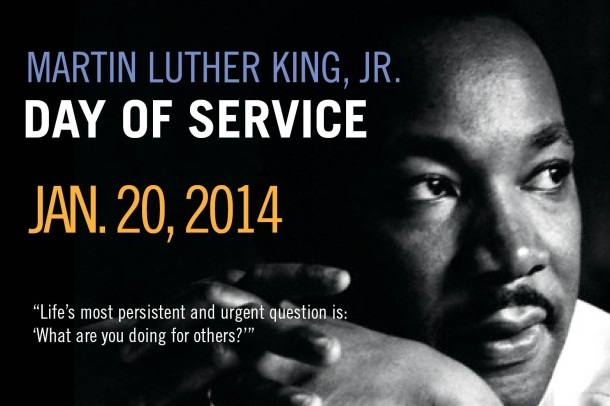 MARTIN LUTHER KING, JR.
DAY OF SERVICE
JAN. 20, 2014
“Life’s most persistent and urgent question is:
‘What are you doing for others?’”